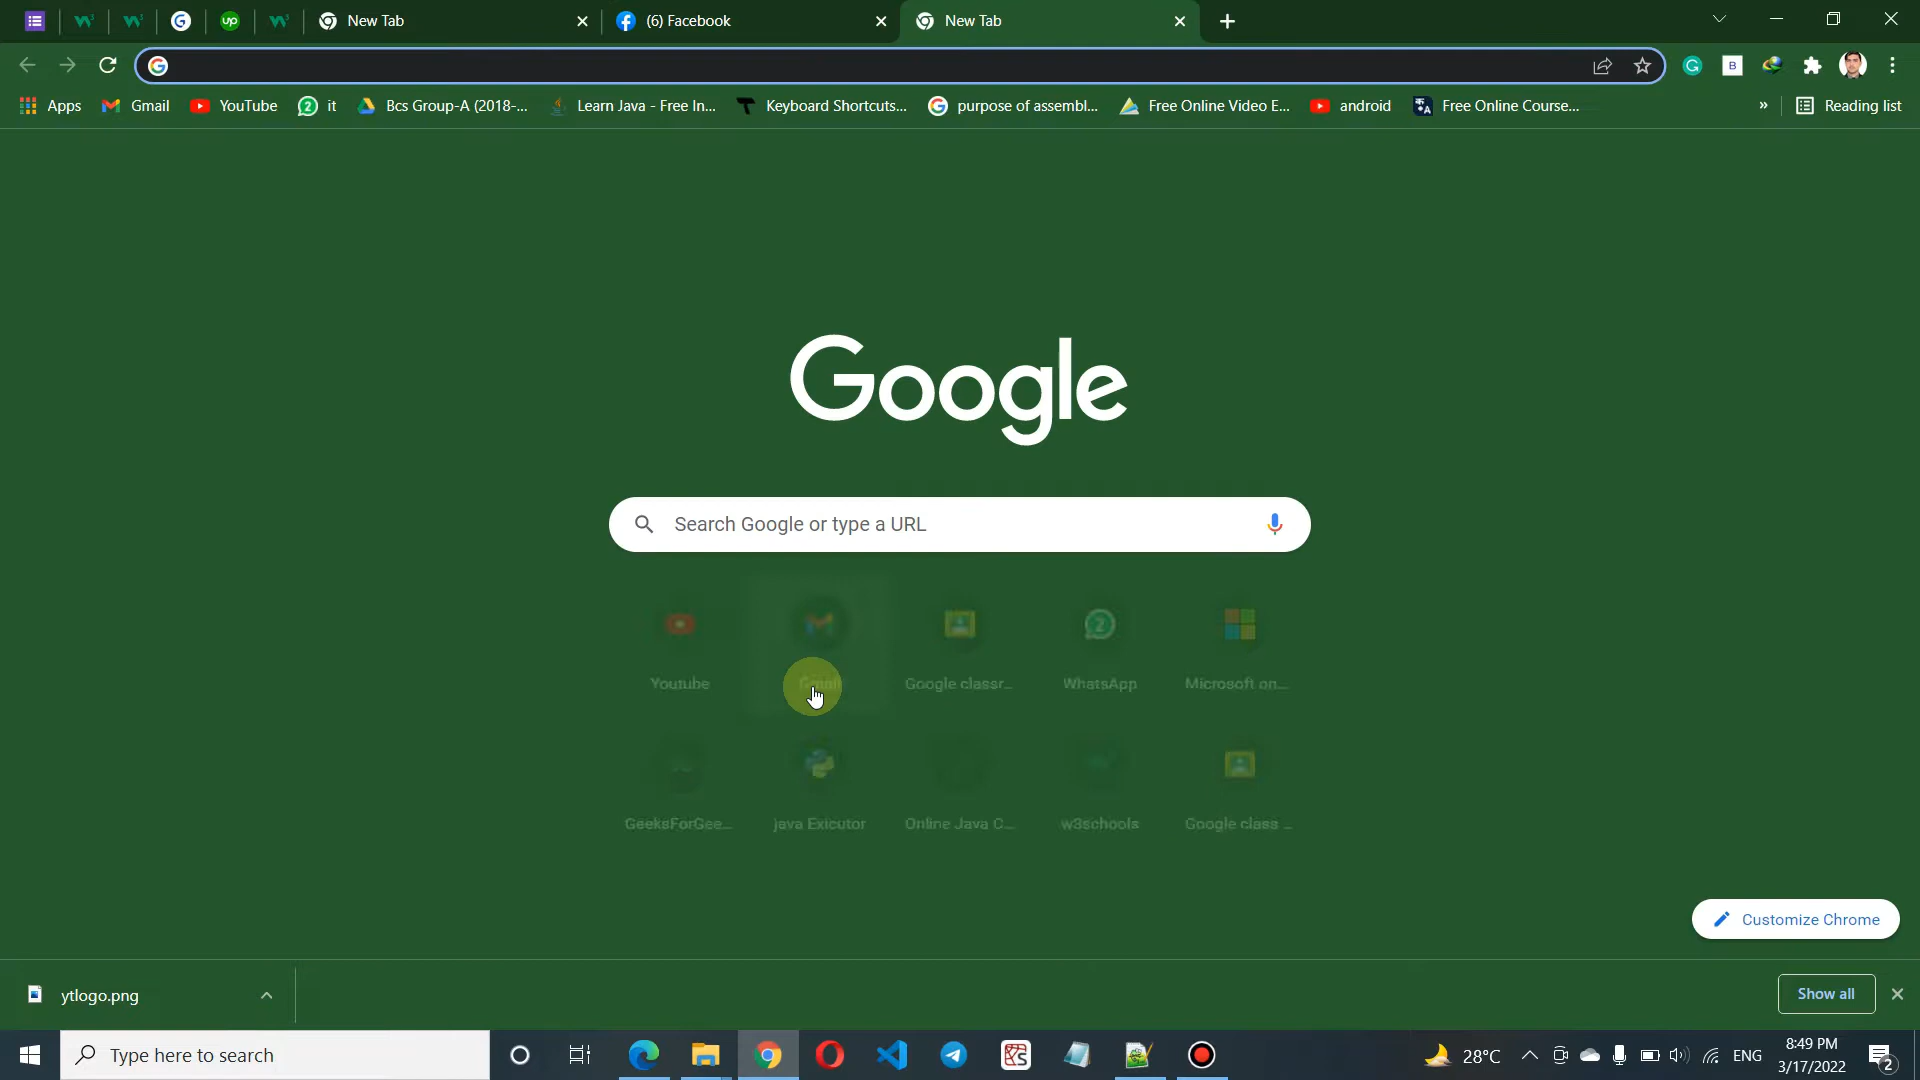 New Tab
(6) Facebook
New Tab
Apps
Gmail
YouTube
it
Bcs Group-A (2018-...
Learn Java - Free In...
Keyboard Shortcuts...
purpose of assembl...
Free Online Video E...
android
Free Online Course...
»
Reading list
Google
Search Google or type a URL
Youtube
Gmail
Google classr...
WhatsApp
Microsoft on...
GeeksForGee...
java Exicutor
Online Java C...
w3schools
Google class ...
Customize Chrome
ytlogo.png
Show all
Type here to search
28°C
ENG
8:49 PM
3/17/2022
2